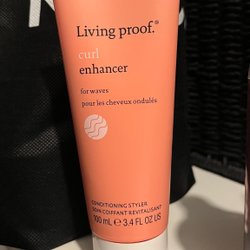 Living proof.®
curl
enhancer
for waves
pour les cheveux ondulés
CONDITIONING STYLER
SOIN COIFFANT REVITALISANT
100 mL ℮ 3.4 FL OZ US